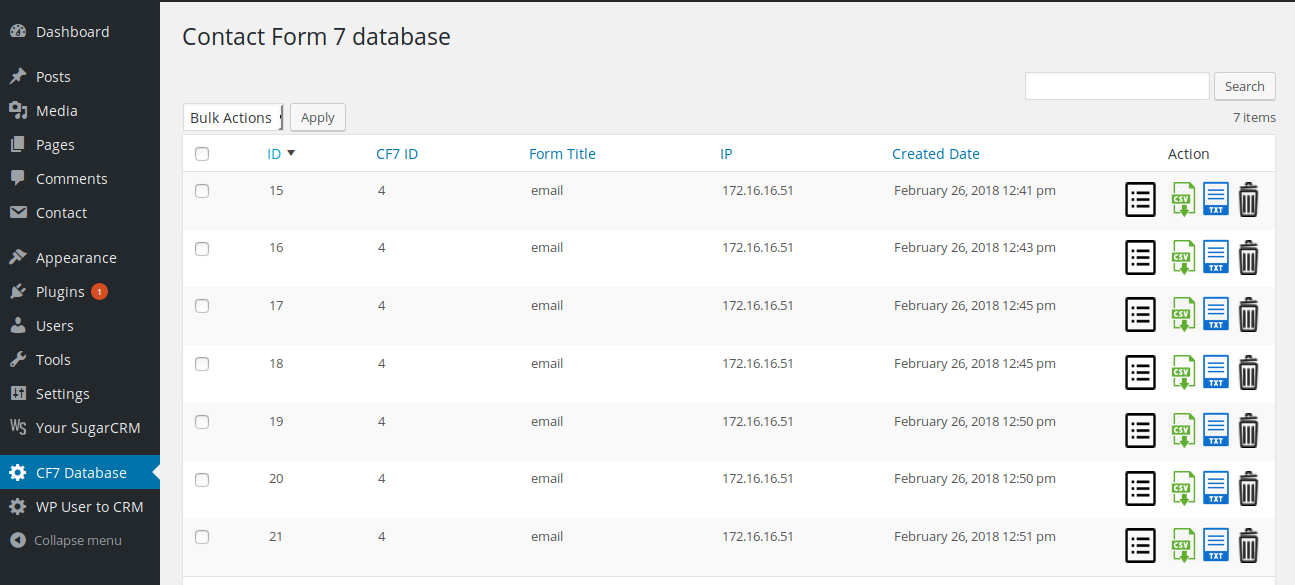 Dashboard
Posts
Media
Pages
Comments
Contact
Appearance
Plugins 1
Users
Tools
Settings
WS Your SugarCRM
CF7 Database
WP User to CRM
Collapse menu
Contact Form 7 database
Search
Bulk Actions Apply 7 items
ID CF7 ID Form Title IP Created Date Action
15 4 email 172.16.16.51 February 26, 2018 12:41 pm CSV TXT
16 4 email 172.16.16.51 February 26, 2018 12:43 pm CSV TXT
17 4 email 172.16.16.51 February 26, 2018 12:45 pm CSV TXT
18 4 email 172.16.16.51 February 26, 2018 12:45 pm CSV TXT
19 4 email 172.16.16.51 February 26, 2018 12:50 pm CSV TXT
20 4 email 172.16.16.51 February 26, 2018 12:50 pm CSV TXT
21 4 email 172.16.16.51 February 26, 2018 12:51 pm CSV TXT